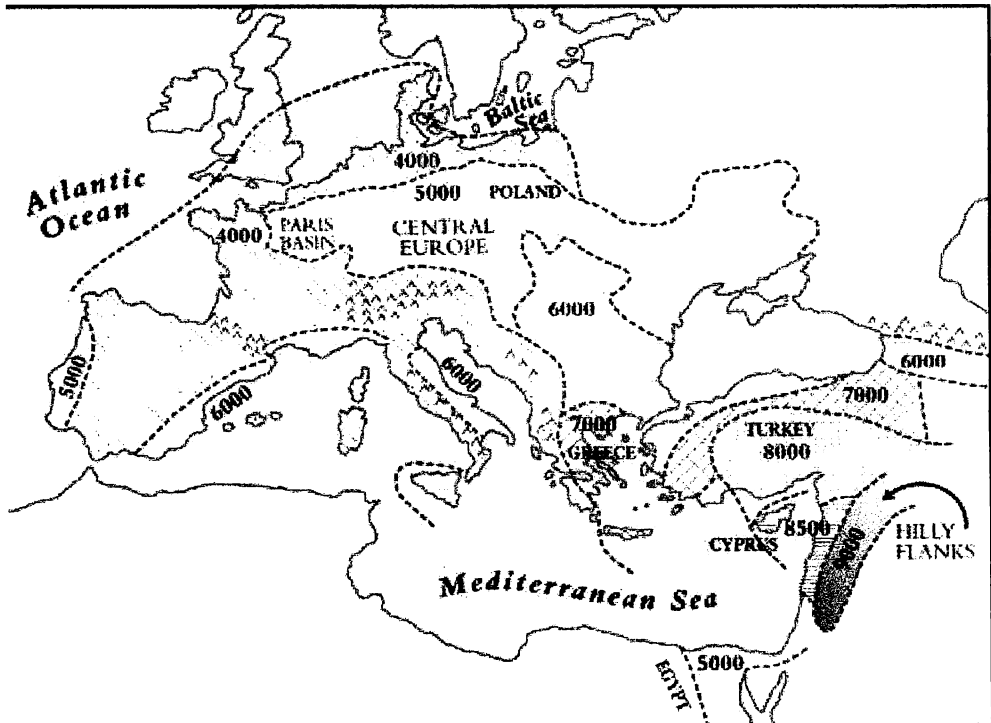 Baltic
Sea
4000
5000
POLAND
Atlantic
Ocean
4000
PARIS
BASIN
CENTRAL
EUROPE
6000
6000
5000
6000
6000
7000
7000
GREECE
TURKEY
8000
8500
9000
CYPRUS
HILLY
FLANKS
Mediterranean Sea
5000
EGYPT